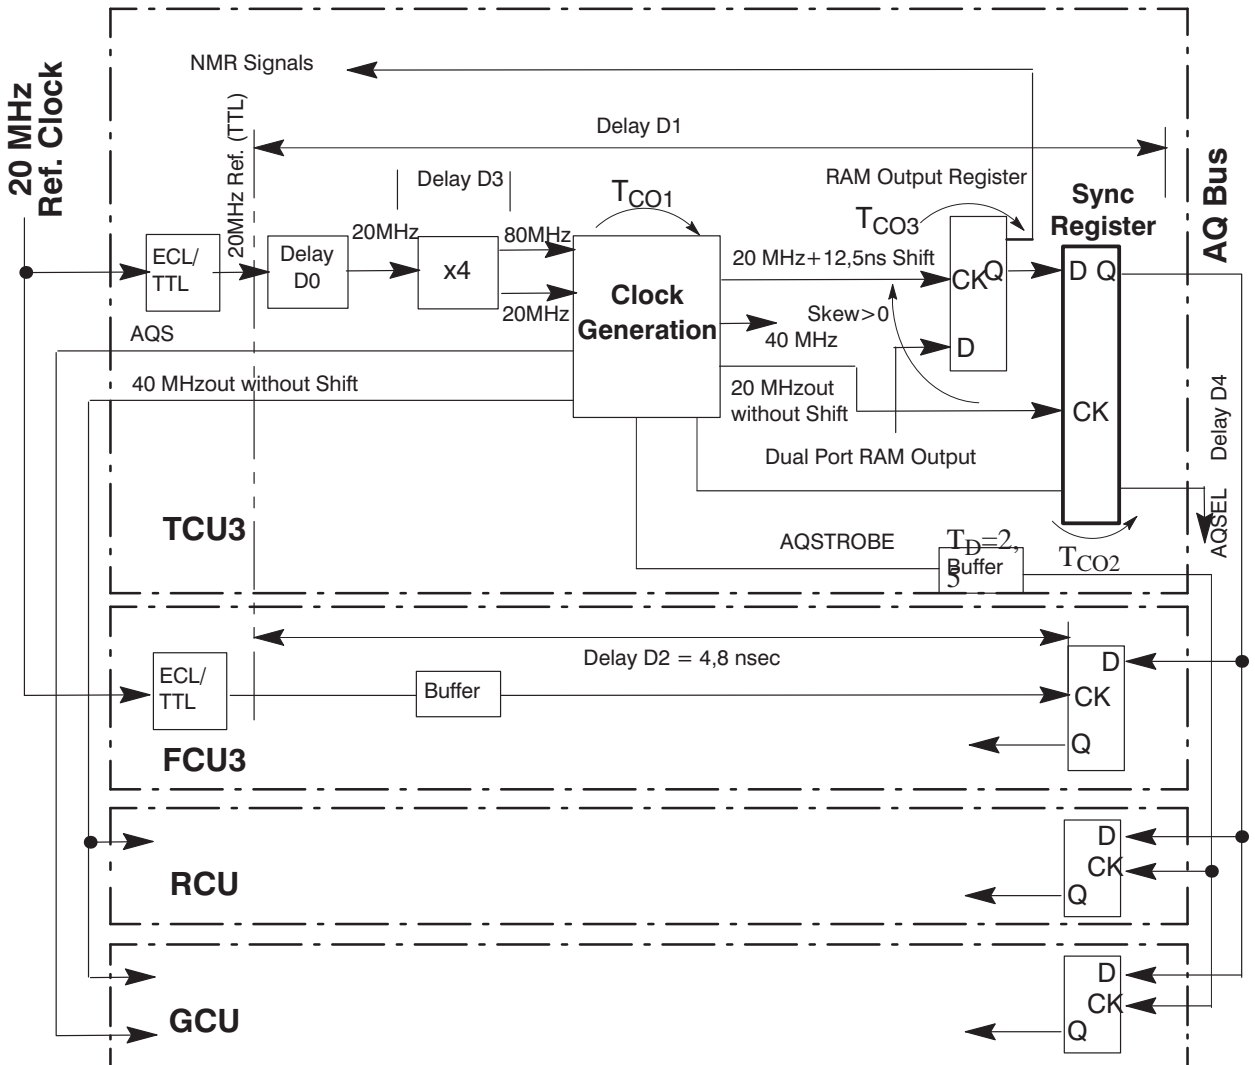 20 MHz
Ref. Clock
NMR Signals
20MHz Ref. (TTL)
Delay D1
Delay D3
TCO1
RAM Output Register
TCO3
Sync
Register
AQ Bus
ECL/
TTL
Delay
D0
20MHz
x4
80MHz
20MHz
Clock
Generation
20 MHz+12,5ns Shift
CK
Q
D
D Q
CK
Skew>0
40 MHz
AQS
40 MHzout without Shift
20 MHzout
without Shift
Dual Port RAM Output
Delay D4
AQSEL
TCU3
AQSTROBE
TD=2,
5
Buffer
TCO2
Delay D2 = 4,8 nsec
ECL/
TTL
Buffer
D
CK
Q
FCU3
D
CK
Q
RCU
D
CK
Q
GCU